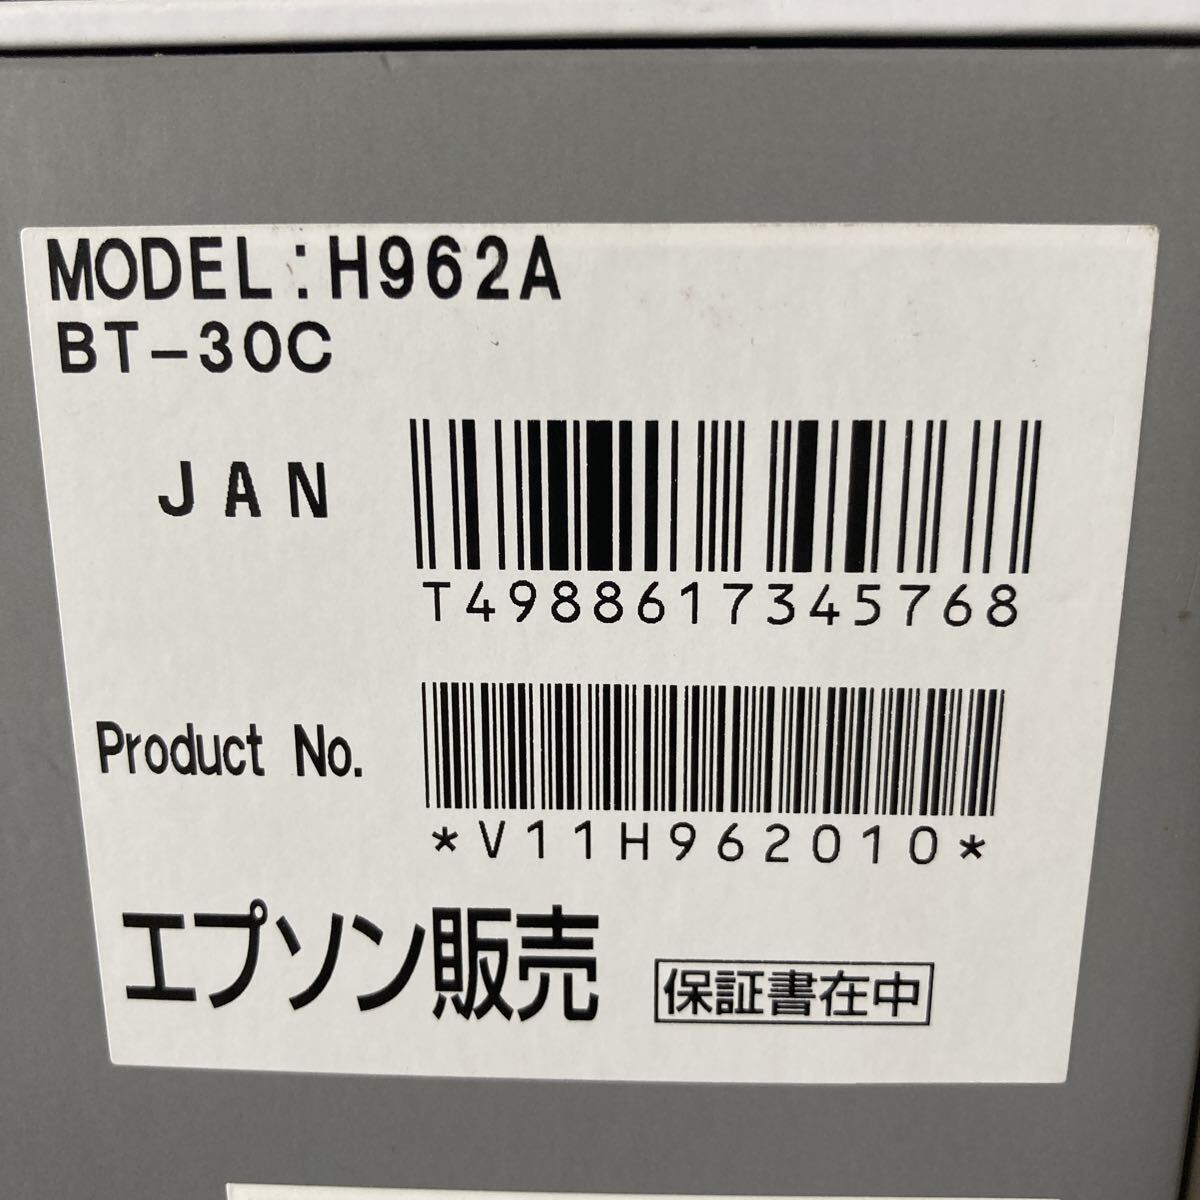 MODEL:H962A
BT-30C
JAN
T4988617345768
Product No.
*V11H962010*
エプソン販売
保証書在中